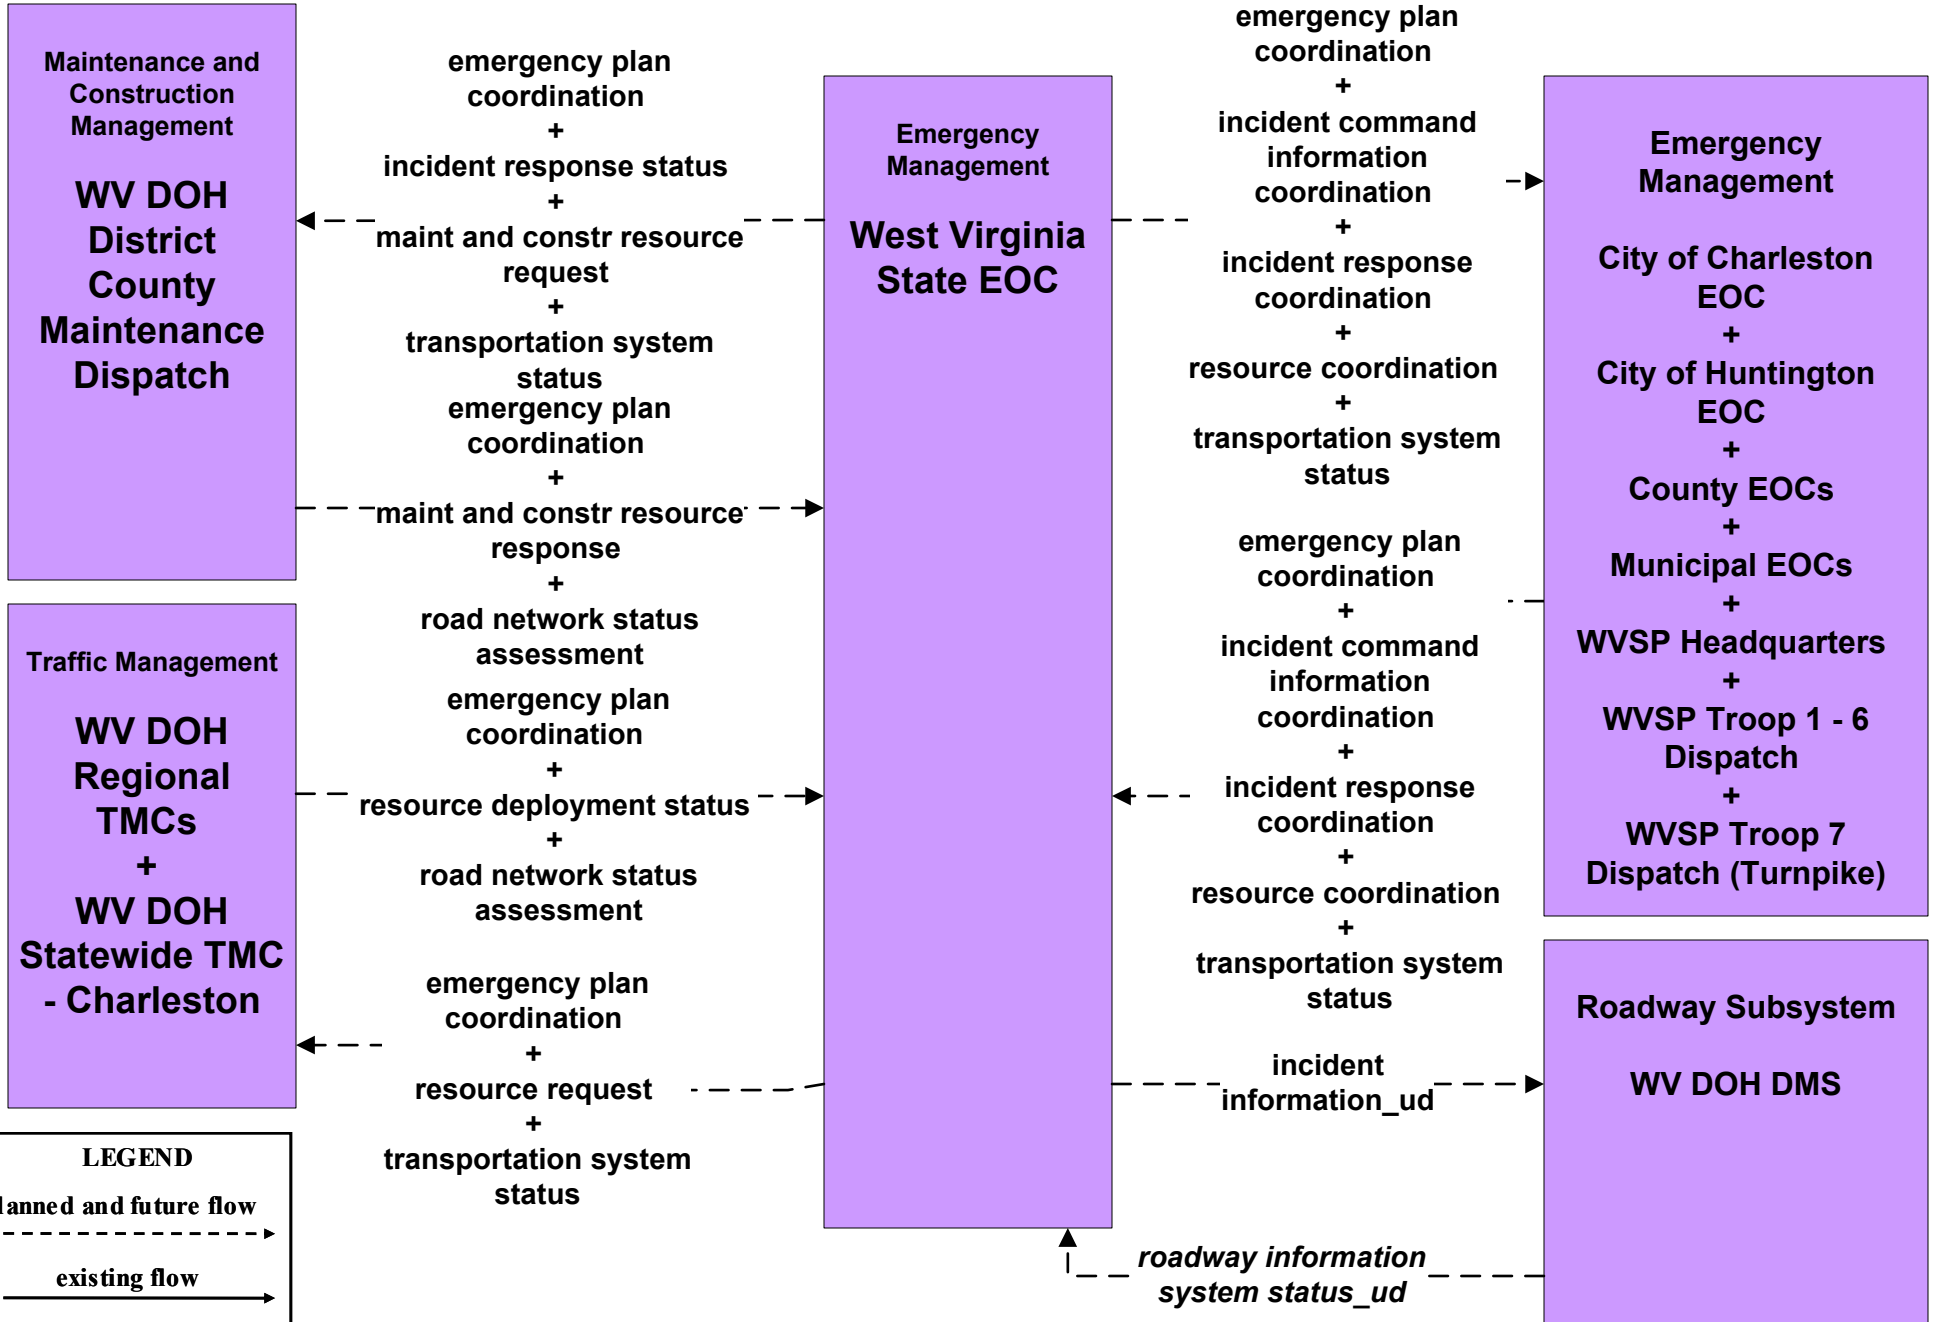 Maintenance and
Construction
Management
WV DOH
District
County
Maintenance
Dispatch
Traffic Management
WV DOH
Regional
TMCs
+
WV DOH
Statewide TMC
- Charleston
LEGEND
lanned and future flow
existing flow
emergency plan
coordination
+
incident response status
+
maint and constr resource
request
+
transportation system
status
emergency plan
coordination
+
maint and constr resource
response
+
road network status
assessment
emergency plan
coordination
+
resource deployment status
+
road network status
assessment
emergency plan
coordination
+
resource request
+
transportation system
status
Emergency
Management
West Virginia
State EOC
emergency plan
coordination
+
incident command
information
coordination
+
incident response
coordination
+
resource coordination
+
transportation system
status
emergency plan
coordination
+
incident command
information
coordination
+
incident response
coordination
+
resource coordination
+
transportation system
status
incident
information_ud
roadway information
system status_ud
Emergency
Management
City of Charleston
EOC
+
City of Huntington
EOC
+
County EOCs
+
Municipal EOCs
+
WVSP Headquarters
+
WVSP Troop 1 - 6
Dispatch
+
WVSP Troop 7
Dispatch (Turnpike)
Roadway Subsystem
WV DOH DMS